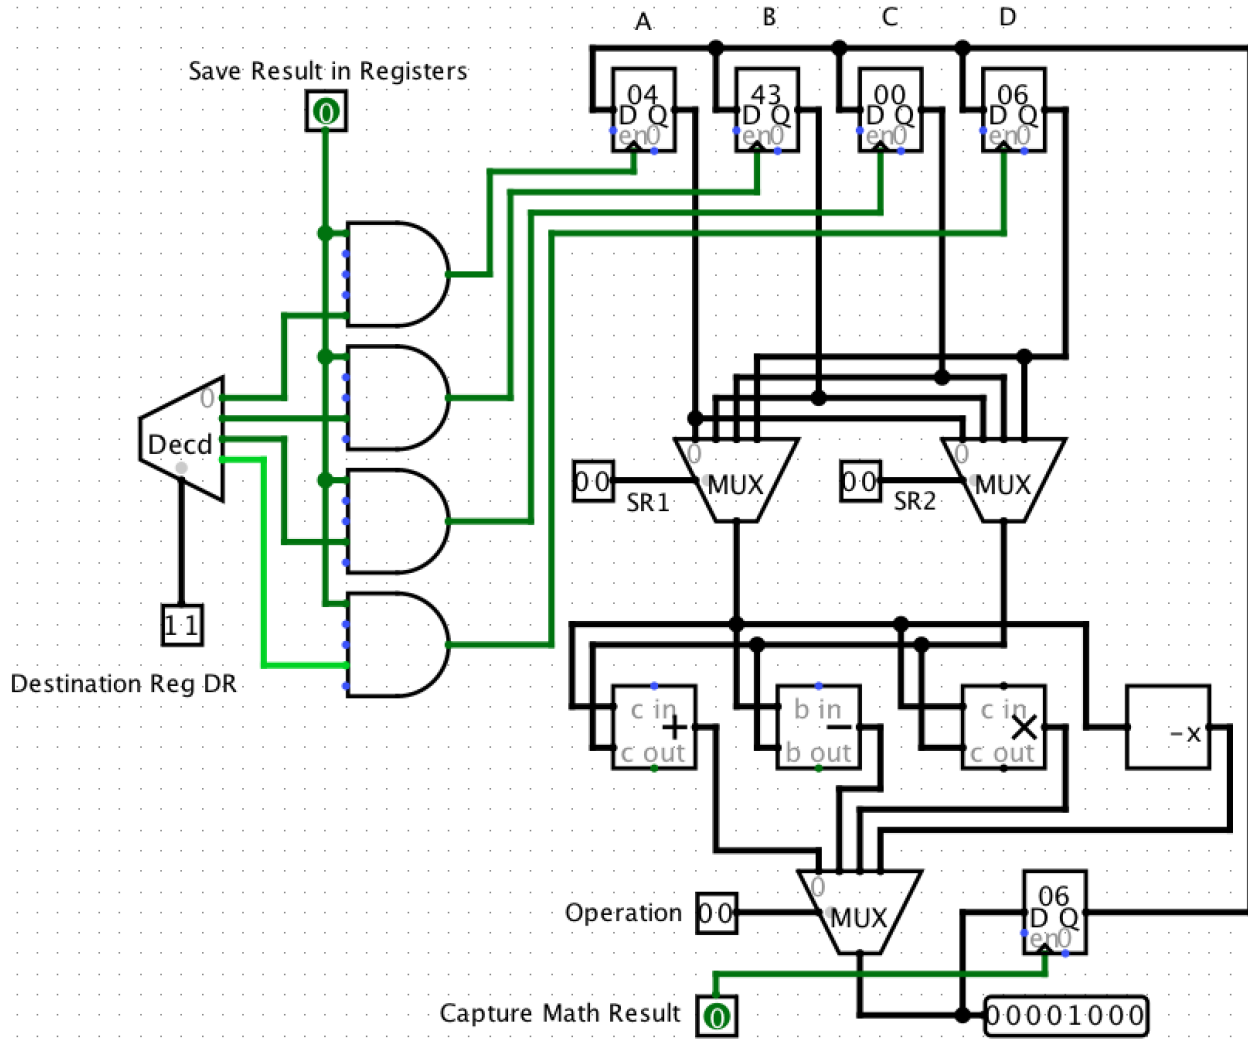 A B C D
Save Result in Registers
0
04 43 00 06
D Q D Q D Q D Q
en0 en0 en0 en0
0
Decd
0 0
00 MUX 00 MUX
SR1 SR2
11
Destination Reg DR
c in b in c in
+ − × -x
c out b out c out
0
06
Operation 00 MUX D Q
en0
Capture Math Result 0 00001000